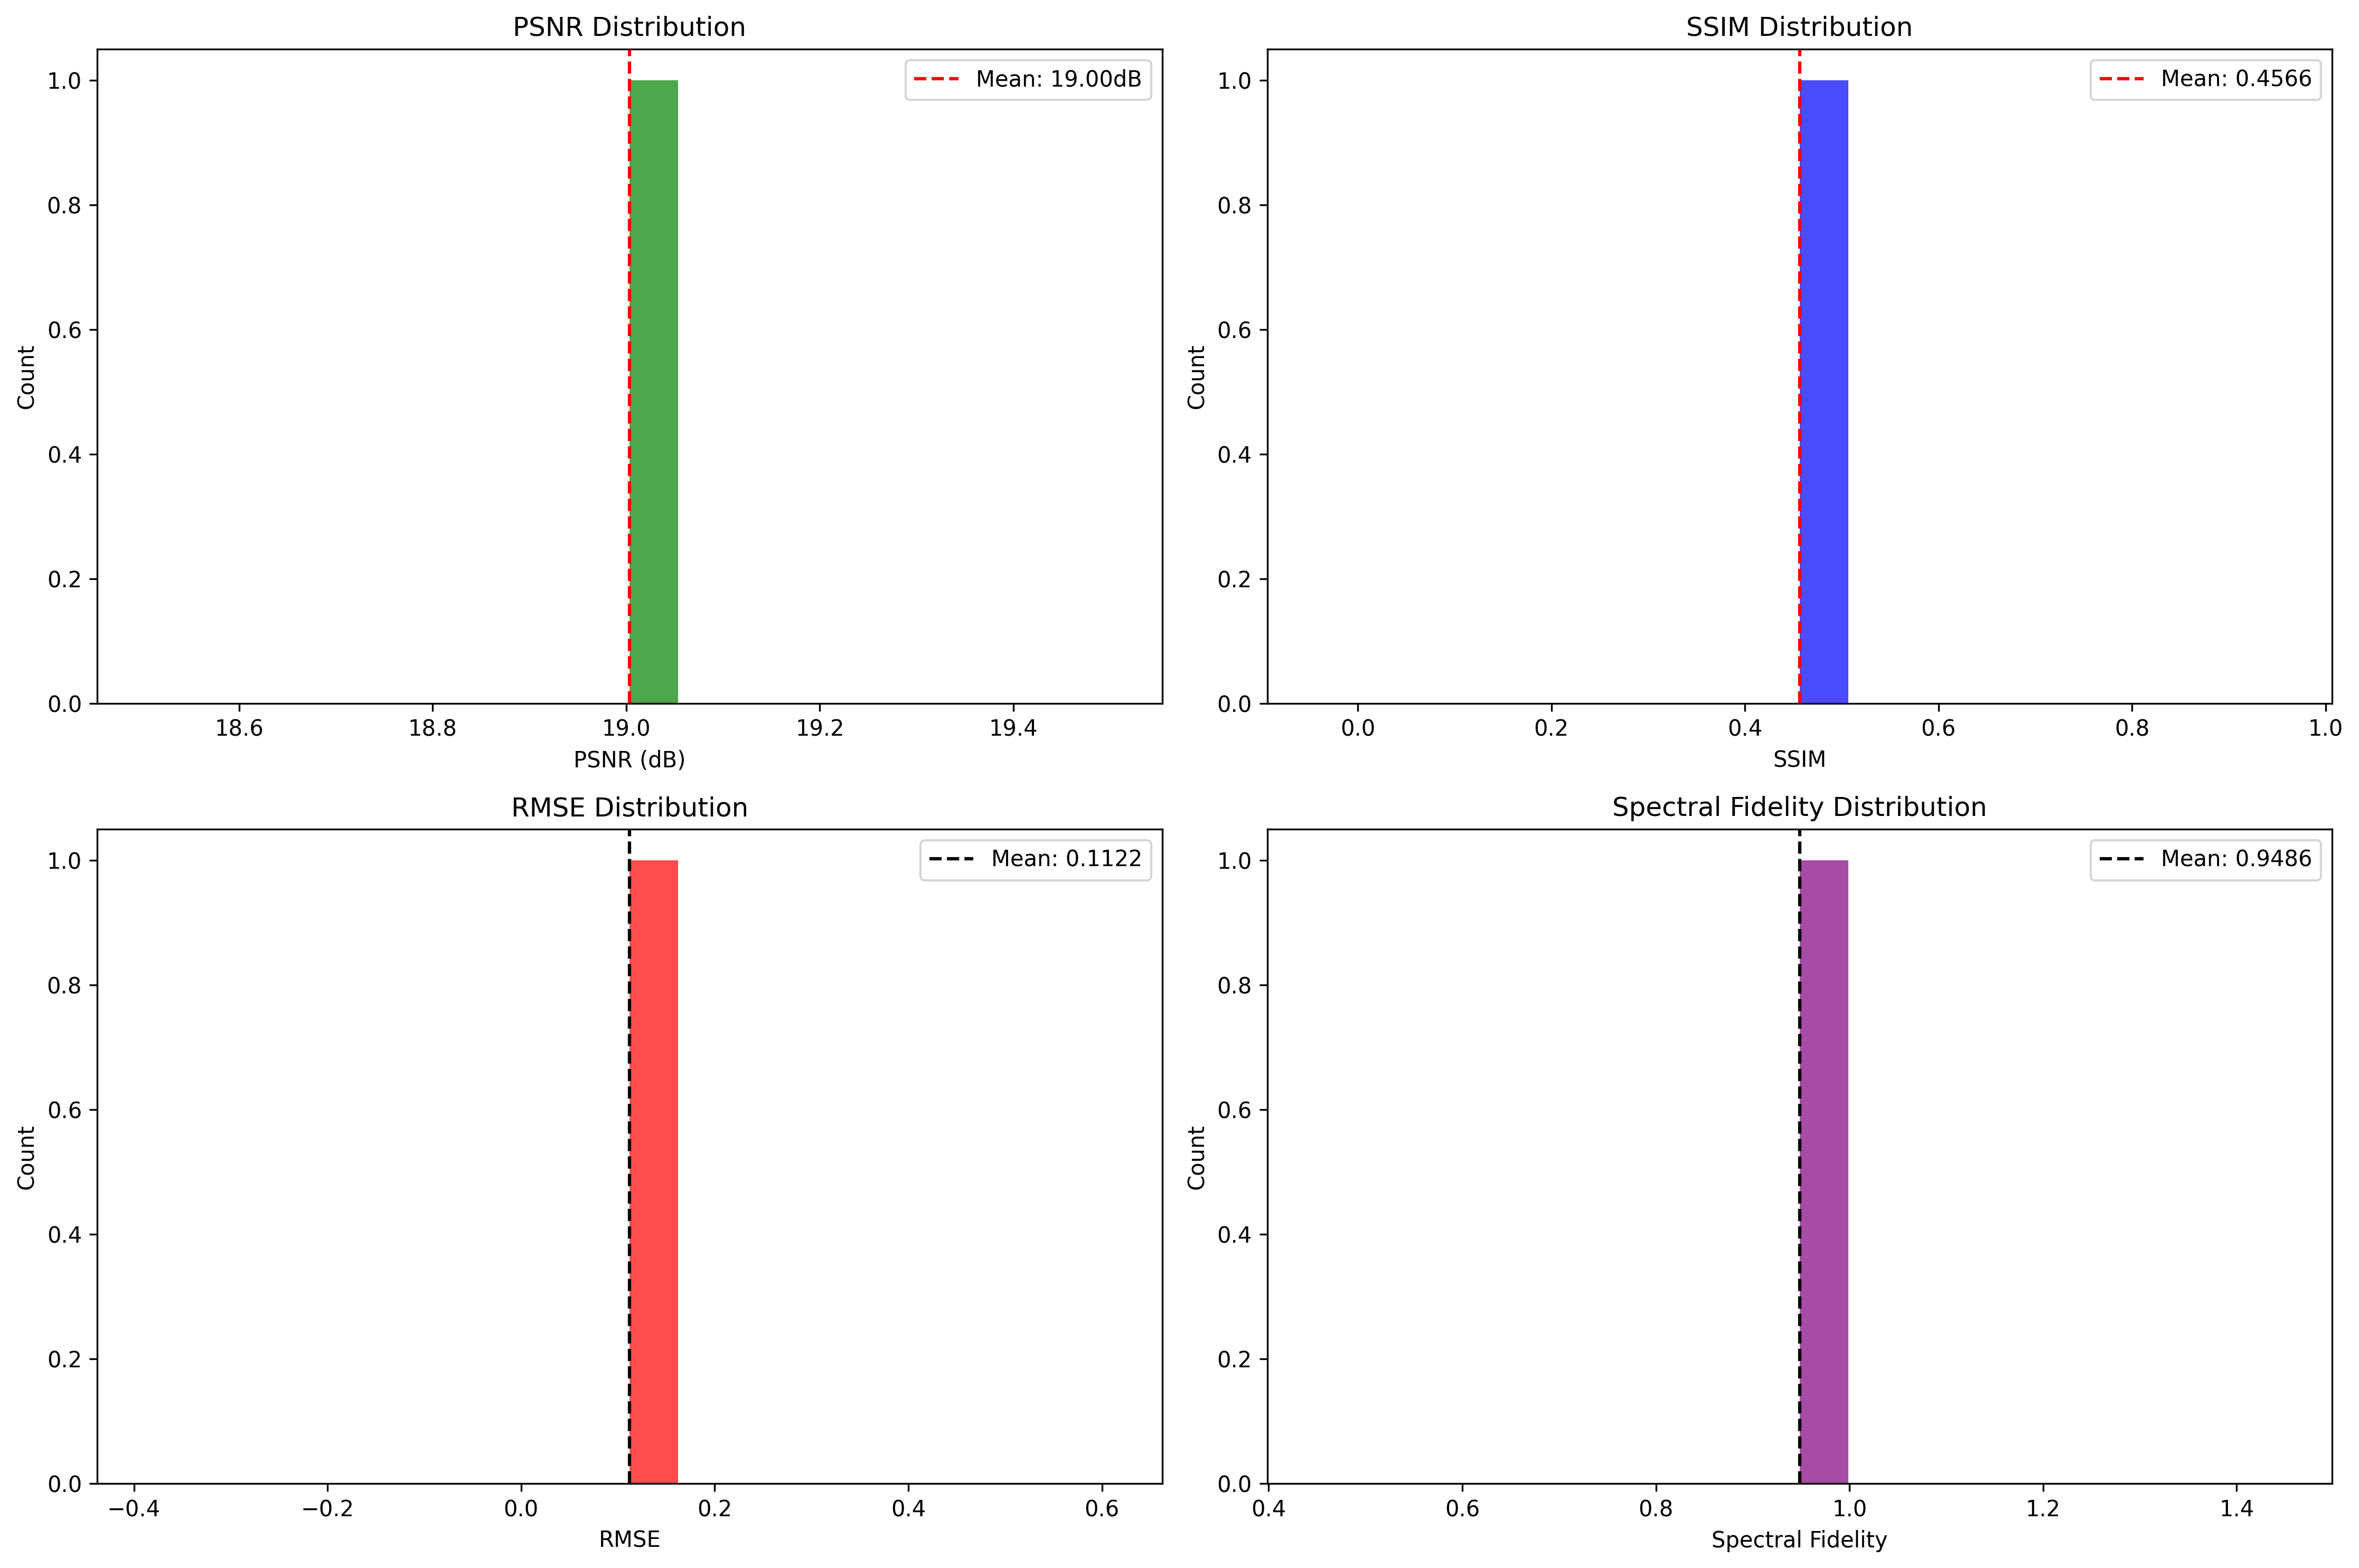 PSNR Distribution
Mean: 19.00dB
Count
1.0
0.8
0.6
0.4
0.2
0.0
18.6 18.8 19.0 19.2 19.4
PSNR (dB)
SSIM Distribution
Mean: 0.4566
Count
1.0
0.8
0.6
0.4
0.2
0.0
0.0 0.2 0.4 0.6 0.8 1.0
SSIM
RMSE Distribution
Mean: 0.1122
Count
1.0
0.8
0.6
0.4
0.2
0.0
−0.4 −0.2 0.0 0.2 0.4 0.6
RMSE
Spectral Fidelity Distribution
Mean: 0.9486
Count
1.0
0.8
0.6
0.4
0.2
0.0
0.4 0.6 0.8 1.0 1.2 1.4
Spectral Fidelity